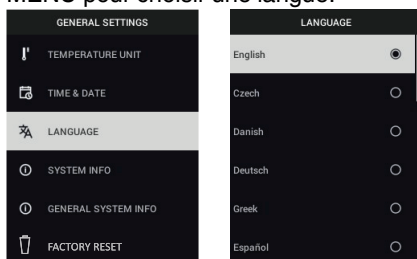 MENU pour choisir une langue.
GENERAL SETTINGS
TEMPERATURE UNIT
TIME & DATE
LANGUAGE
SYSTEM INFO
GENERAL SYSTEM INFO
FACTORY RESET
LANGUAGE
English
Czech
Danish
Deutsch
Greek
Español